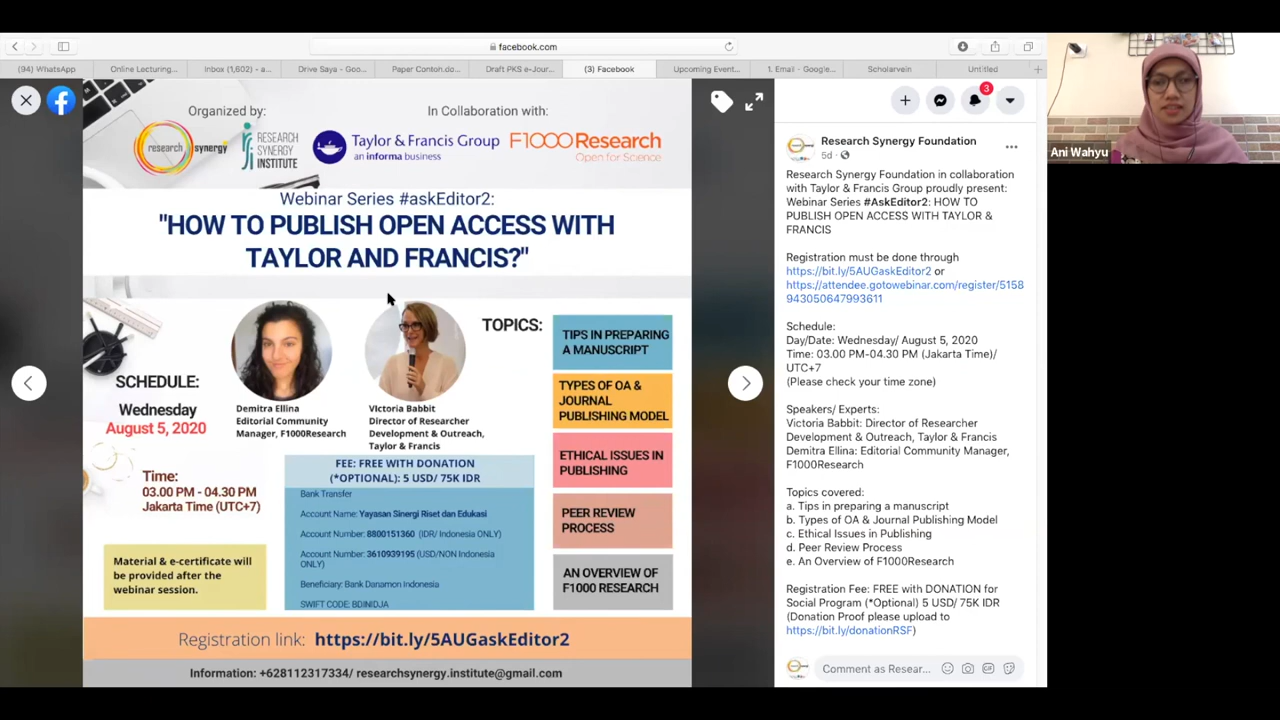 facebook.com
(94) WhatsApp
Online Lecturing...
Inbox (1,602) - a...
Drive Saya - Goo...
Paper Contoh.do...
Draft PKS e-Jour...
(3) Facebook
Upcoming Event...
1. Email - Google...
Scholarvein
Untitled
Organized by:
In Collaboration with:
research synergy
RESEARCH
SYNERGY
INSTITUTE
Taylor & Francis Group
an informa business
F1000Research
Open for Science
Webinar Series #askEditor2:
"HOW TO PUBLISH OPEN ACCESS WITH
TAYLOR AND FRANCIS?"
SCHEDULE:
Wednesday
August 5, 2020
Time:
03.00 PM - 04.30 PM
Jakarta Time (UTC+7)
Material & e-certificate will
be provided after the
webinar session.
Demitra Ellina
Editorial Community
Manager, F1000Research
Victoria Babbit
Director of Researcher
Development & Outreach,
Taylor & Francis
FEE: FREE WITH DONATION
(*OPTIONAL): 5 USD/ 75K IDR
Bank Transfer
Account Name: Yayasan Sinergi Riset dan Edukasi
Account Number: 8800151360 (IDR/ Indonesia ONLY)
Account Number: 3610939195 (USD/NON Indonesia
ONLY)
Beneficiary: Bank Danamon Indonesia
SWIFT CODE: BDINIDJA
TOPICS:
TIPS IN PREPARING
A MANUSCRIPT
TYPES OF OA &
JOURNAL
PUBLISHING MODEL
ETHICAL ISSUES IN
PUBLISHING
PEER REVIEW
PROCESS
AN OVERVIEW OF
F1000 RESEARCH
Registration link: https://bit.ly/5AUGaskEditor2
Information: +628112317334/ researchsynergy.institute@gmail.com
3
Research Synergy Foundation
5d
Research Synergy Foundation in collaboration
with Taylor & Francis Group proudly present:
Webinar Series #AskEditor2: HOW TO
PUBLISH OPEN ACCESS WITH TAYLOR &
FRANCIS
Registration must be done through
https://bit.ly/5AUGaskEditor2 or
https://attendee.gotowebinar.com/register/5158
943050647993611
Schedule:
Day/Date: Wednesday/ August 5, 2020
Time: 03.00 PM-04.30 PM (Jakarta Time)/
UTC+7
(Please check your time zone)
Speakers/ Experts:
Victoria Babbit: Director of Researcher
Development & Outreach, Taylor & Francis
Demitra Ellina: Editorial Community Manager,
F1000Research
Topics covered:
a. Tips in preparing a manuscript
b. Types of OA & Journal Publishing Model
c. Ethical Issues in Publishing
d. Peer Review Process
e. An Overview of F1000Research
Registration Fee: FREE with DONATION for
Social Program (*Optional) 5 USD/ 75K IDR
(Donation Proof please upload to
https://bit.ly/donationRSF)
Comment as Resear...
Ani Wahyu